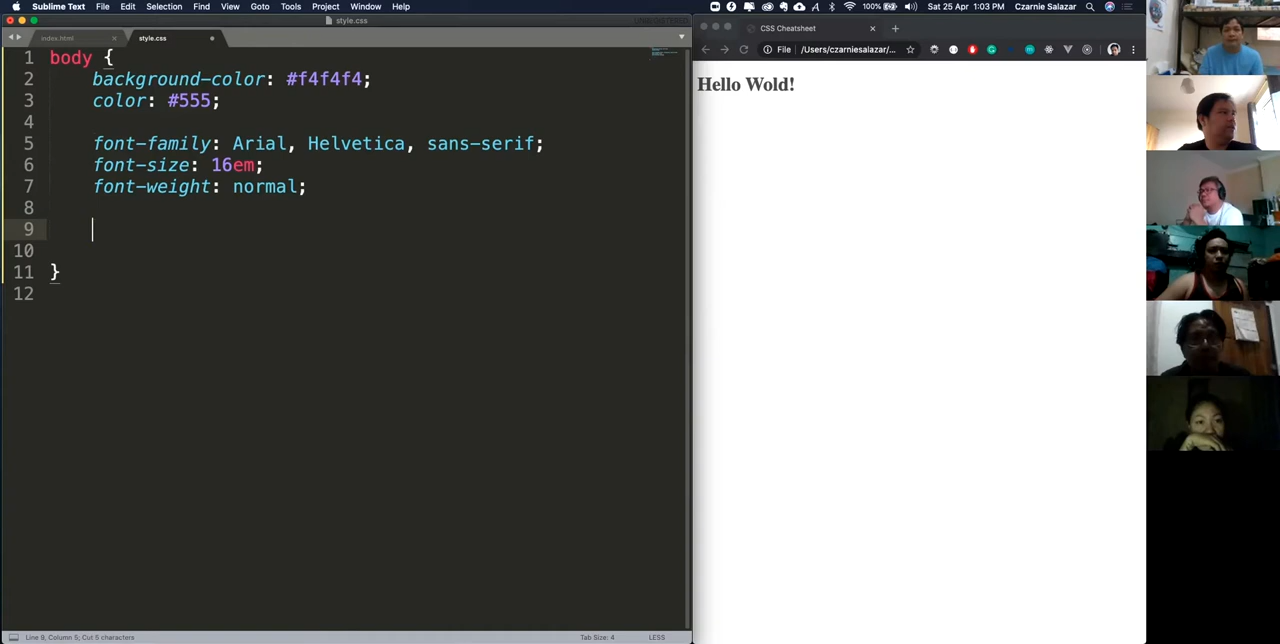 Sublime Text File Edit Selection Find View Goto Tools Project Window Help 100% Sat 25 Apr 1:03 PM Czarnie Salazar
style.css UNREGISTERED
index.html style.css
1 body {
2 background-color: #f4f4f4;
3 color: #555;
4
5 font-family: Arial, Helvetica, sans-serif;
6 font-size: 16em;
7 font-weight: normal;
8
9
10
11 }
12
Line 9, Column 5; Cut 5 characters Tab Size: 4 LESS
CSS Cheatsheet
File /Users/czarniesalazar/...
Hello Wold!